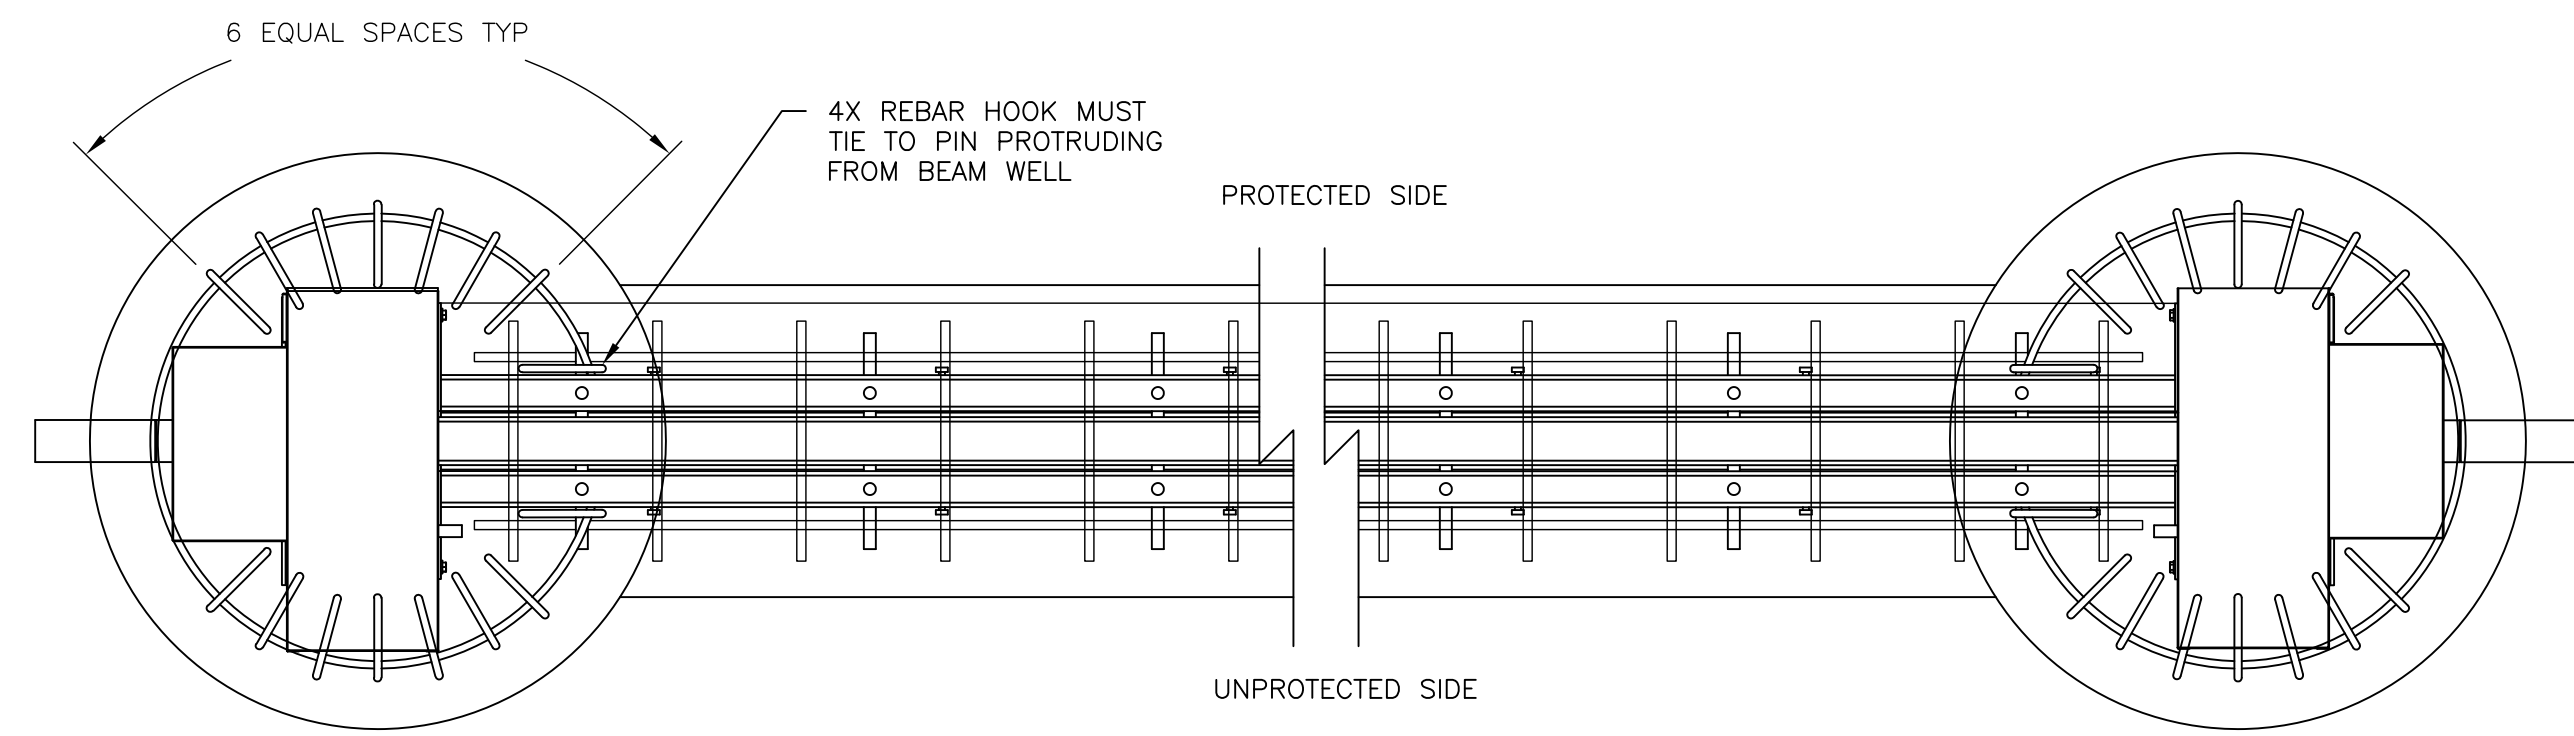 6 EQUAL SPACES TYP
4X REBAR HOOK MUST
TIE TO PIN PROTRUDING
FROM BEAM WELL
PROTECTED SIDE
UNPROTECTED SIDE